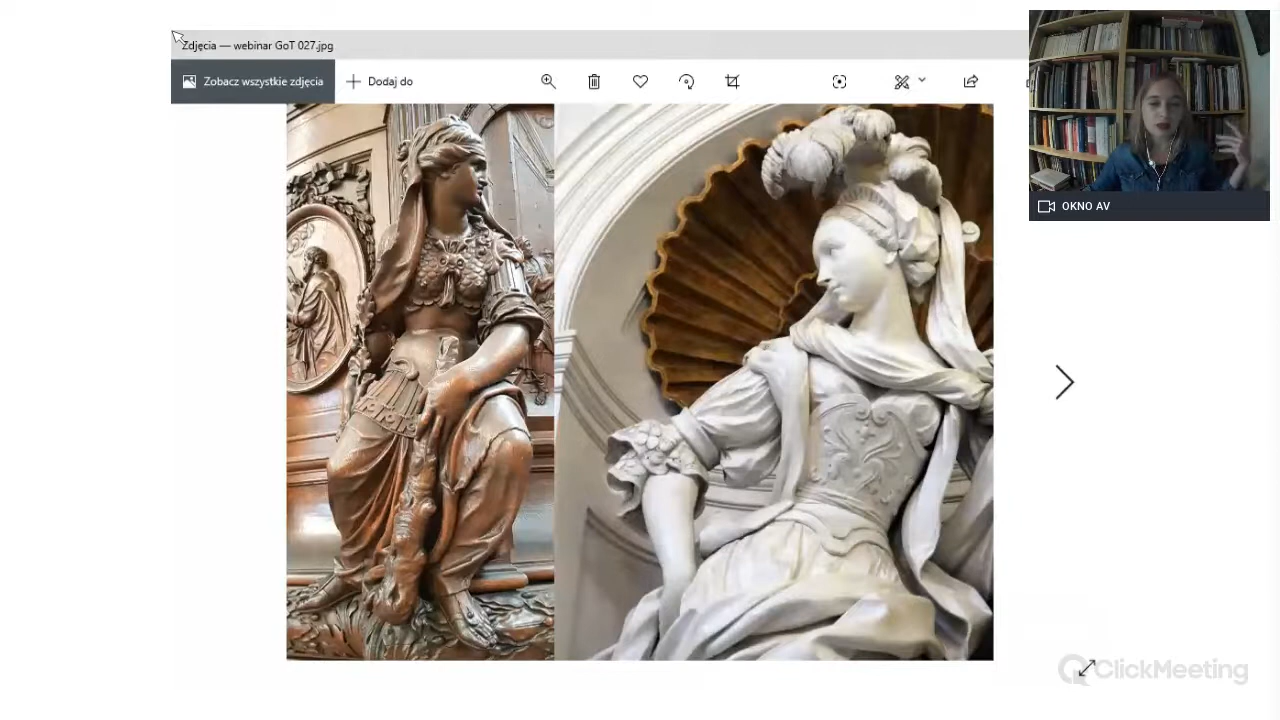 Zdjęcia — webinar GoT 027.jpg
Zobacz wszystkie zdjęcia
Dodaj do
OKNO AV
ClickMeeting